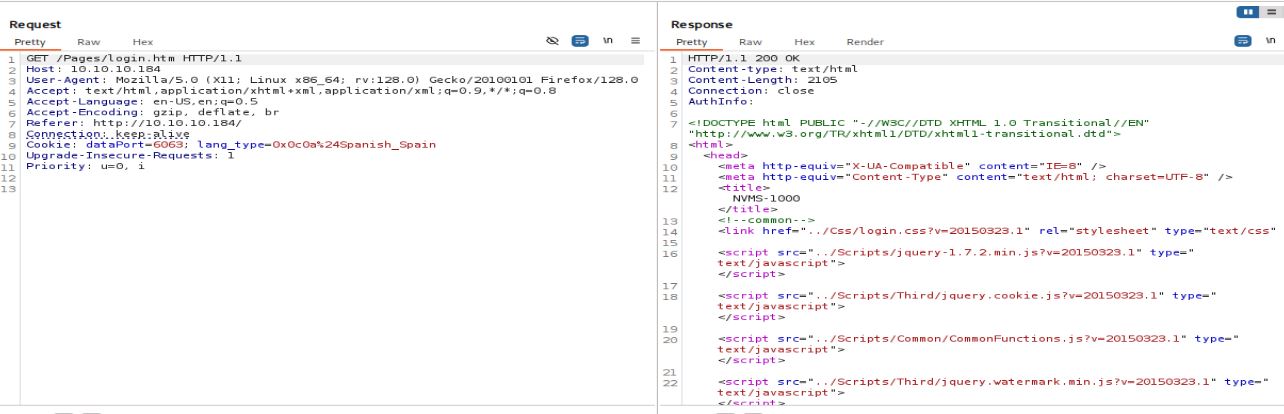 Request
Pretty Raw Hex
\n
1 GET /Pages/login.htm HTTP/1.1
2 Host: 10.10.10.184
3 User-Agent: Mozilla/5.0 (X11; Linux x86_64; rv:128.0) Gecko/20100101 Firefox/128.0
4 Accept: text/html,application/xhtml+xml,application/xml;q=0.9,*/*;q=0.8
5 Accept-Language: en-US,en;q=0.5
6 Accept-Encoding: gzip, deflate, br
7 Referer: http://10.10.10.184/
8 Connection: keep-alive
9 Cookie: dataPort=6063; lang_type=0x0c0a%24Spanish_Spain
10 Upgrade-Insecure-Requests: 1
11 Priority: u=0, i
12
13
Response
Pretty Raw Hex Render
\n
1 HTTP/1.1 200 OK
2 Content-type: text/html
3 Content-Length: 2105
4 Connection: close
5 AuthInfo:
6
7 <!DOCTYPE html PUBLIC "-//W3C//DTD XHTML 1.0 Transitional//EN"
"http://www.w3.org/TR/xhtml1/DTD/xhtml1-transitional.dtd">
8 <html>
9 <head>
10 <meta http-equiv="X-UA-Compatible" content="IE=8" />
11 <meta http-equiv="Content-Type" content="text/html; charset=UTF-8" />
12 <title>
NVMS-1000
</title>
13 <!--common-->
14 <link href="../Css/login.css?v=20150323.1" rel="stylesheet" type="text/css"
15
16 <script src="../Scripts/jquery-1.7.2.min.js?v=20150323.1" type="
text/javascript">
</script>
17
18 <script src="../Scripts/Third/jquery.cookie.js?v=20150323.1" type="
text/javascript">
</script>
19
20 <script src="../Scripts/Common/CommonFunctions.js?v=20150323.1" type="
text/javascript">
</script>
21
22 <script src="../Scripts/Third/jquery.watermark.min.js?v=20150323.1" type="
text/javascript">
</script>